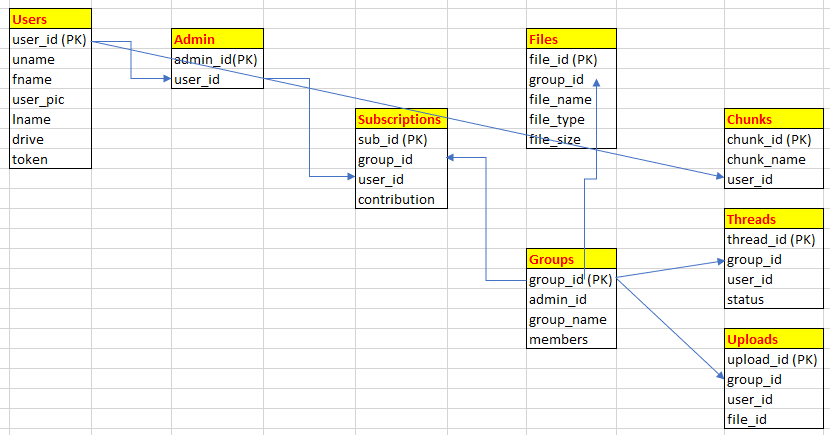 Users
user_id (PK)
uname
fname
user_pic
lname
drive
token
Admin
admin_id(PK)
user_id
Subscriptions
sub_id (PK)
group_id
user_id
contribution
Files
file_id (PK)
group_id
file_name
file_type
file_size
Groups
group_id (PK)
admin_id
group_name
members
Chunks
chunk_id (PK)
chunk_name
user_id
Threads
thread_id (PK)
group_id
user_id
status
Uploads
upload_id (PK)
group_id
user_id
file_id